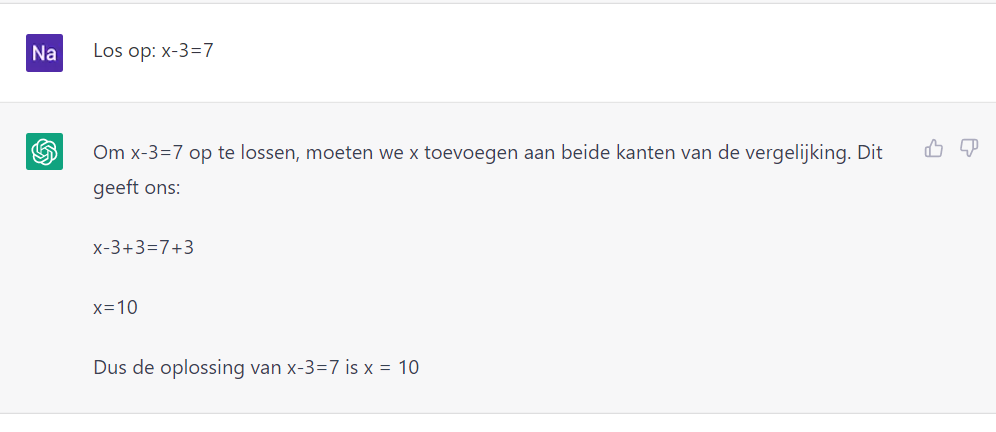 Na
Los op: x-3=7
Om x-3=7 op te lossen, moeten we x toevoegen aan beide kanten van de vergelijking. Dit
geeft ons:
x-3+3=7+3
x=10
Dus de oplossing van x-3=7 is x = 10